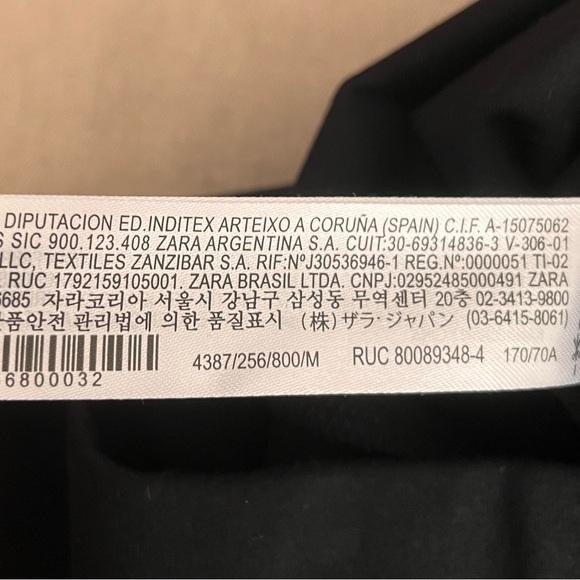 DIPUTACION ED.INDITEX ARTEIXO A CORUÑA (SPAIN) C.I.F. A-15075062
SIC 900.123.408 ZARA ARGENTINA S.A. CUIT:30-69314836-3 V-306-01
LLC, TEXTILES ZANZIBAR S.A. RIF:NºJ30536946-1 REG.Nº:0000051 TI-02
RUC 1792159105001. ZARA BRASIL LTDA. CNPJ:02952485000491 ZARA
6685 자라코리아 서울시 강남구 삼성동 무역센터 20층 02-3413-9800
품안전 관리법에 의한 품질표시 (株)ザラ・ジャパン (03-6415-8061)
4387/256/800/M RUC 80089348-4 170/70A
6800032